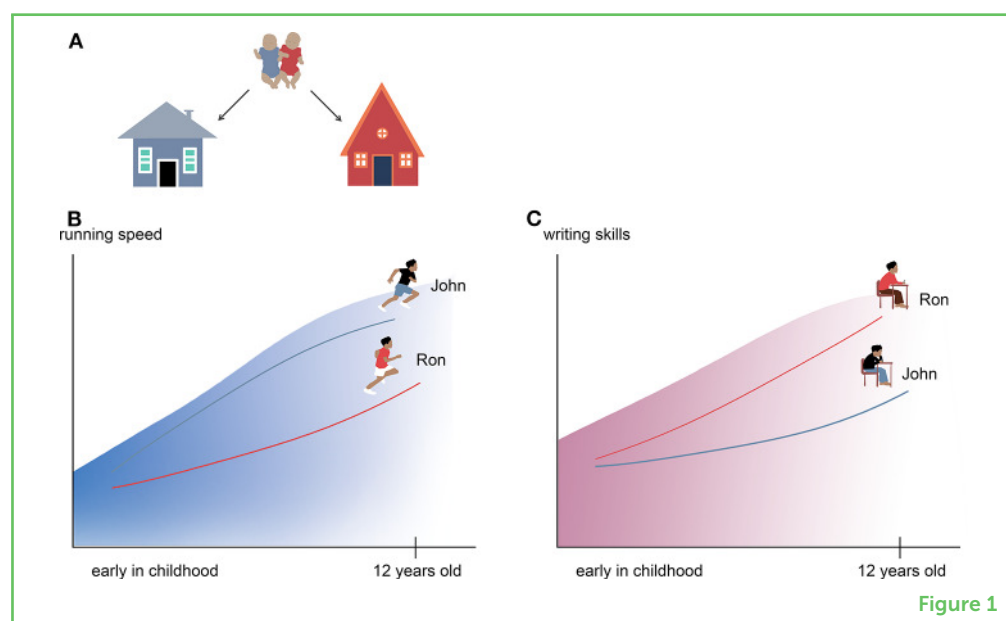 A
B
running speed
John
Ron
early in childhood
12 years old
C
writing skills
Ron
John
early in childhood
12 years old
Figure 1